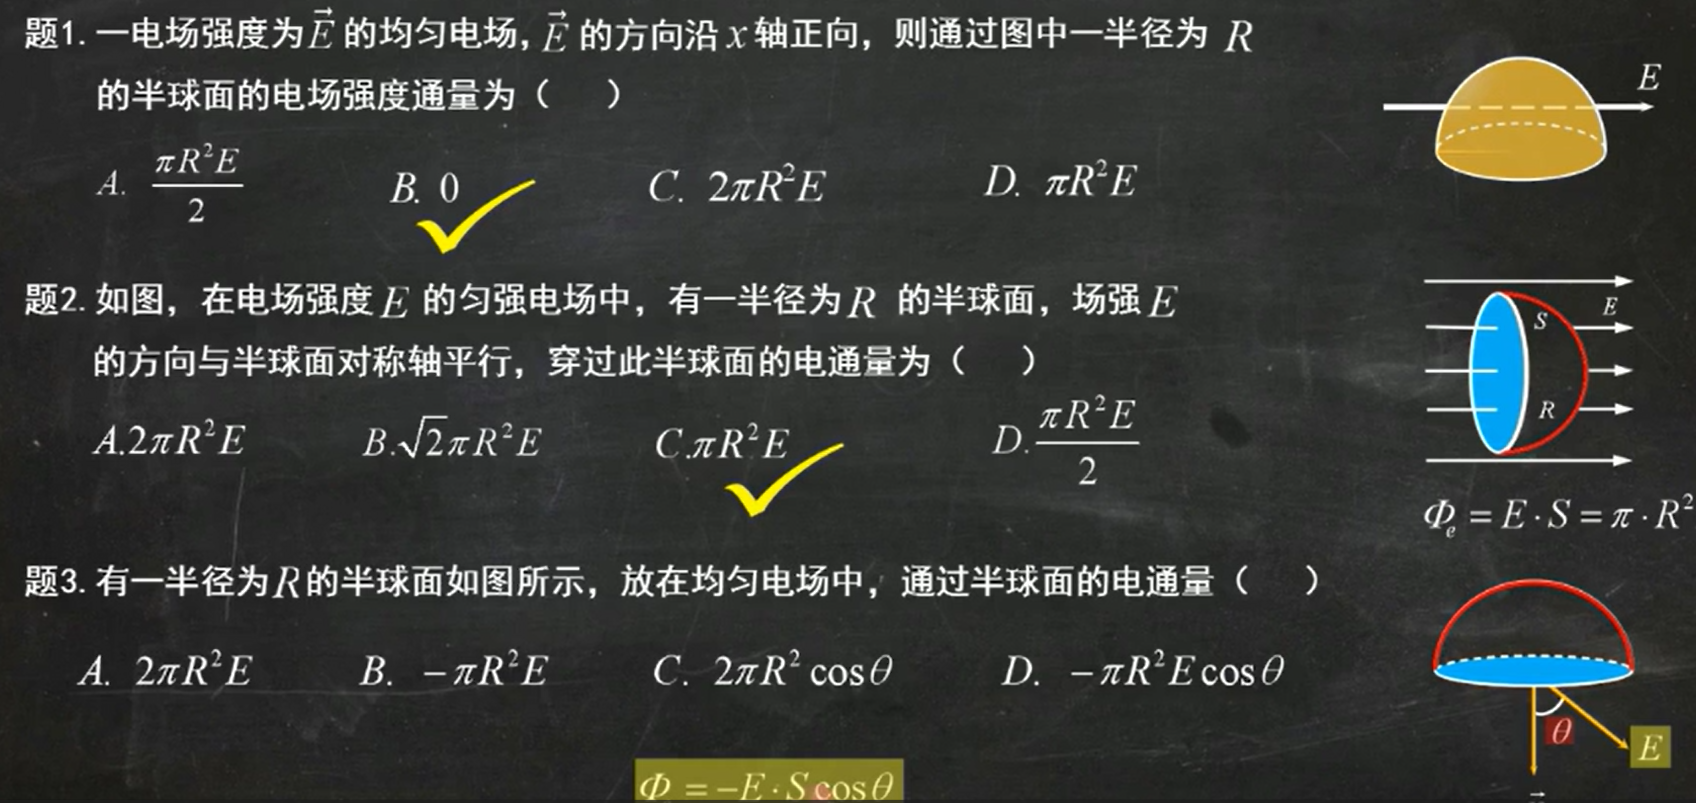 题1. 一电场强度为 $\vec{E}$ 的均匀电场, $\vec{E}$ 的方向沿 x 轴正向，则通过图中一半径为 R
的半球面的电场强度通量为（ ）
E
A. $\frac{\pi R^2 E}{2}$ B. 0 C. $2\pi R^2 E$ D. $\pi R^2 E$
题2. 如图，在电场强度 E 的匀强电场中，有一半径为 R 的半球面，场强 E
的方向与半球面对称轴平行，穿过此半球面的电通量为（ ）
S E
R
A. $2\pi R^2 E$ B. $\sqrt{2}\pi R^2 E$ C. $\pi R^2 E$ D. $\frac{\pi R^2 E}{2}$
$\Phi_e = E \cdot S = \pi \cdot R^2$
题3. 有一半径为 R 的半球面如图所示，放在均匀电场中，通过半球面的电通量（ ）
A. $2\pi R^2 E$ B. $-\pi R^2 E$ C. $2\pi R^2 \cos\theta$ D. $-\pi R^2 E \cos\theta$
θ E
$\Phi = -E \cdot S \cos\theta$